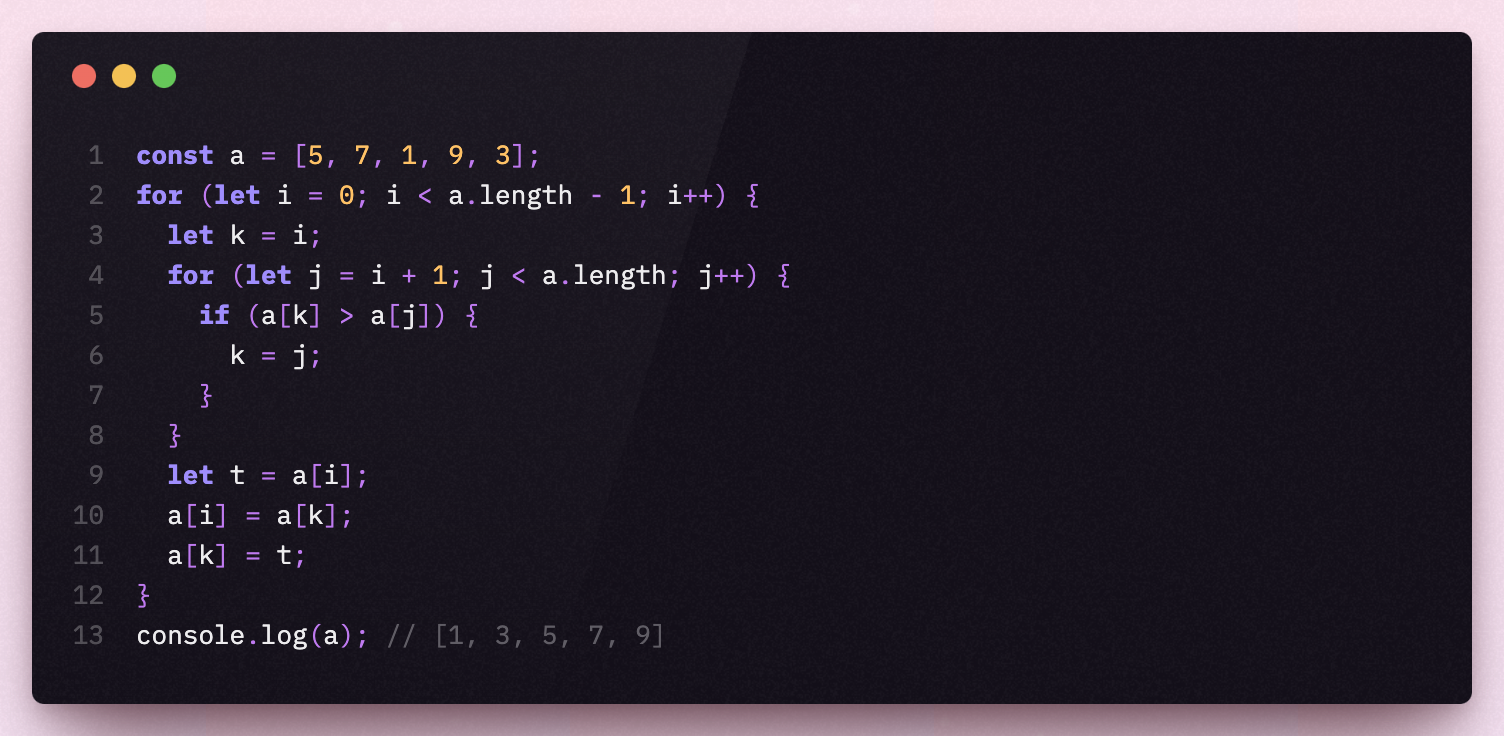 1 const a = [5, 7, 1, 9, 3];
2 for (let i = 0; i < a.length - 1; i++) {
3   let k = i;
4   for (let j = i + 1; j < a.length; j++) {
5     if (a[k] > a[j]) {
6       k = j;
7     }
8   }
9   let t = a[i];
10   a[i] = a[k];
11   a[k] = t;
12 }
13 console.log(a); // [1, 3, 5, 7, 9]